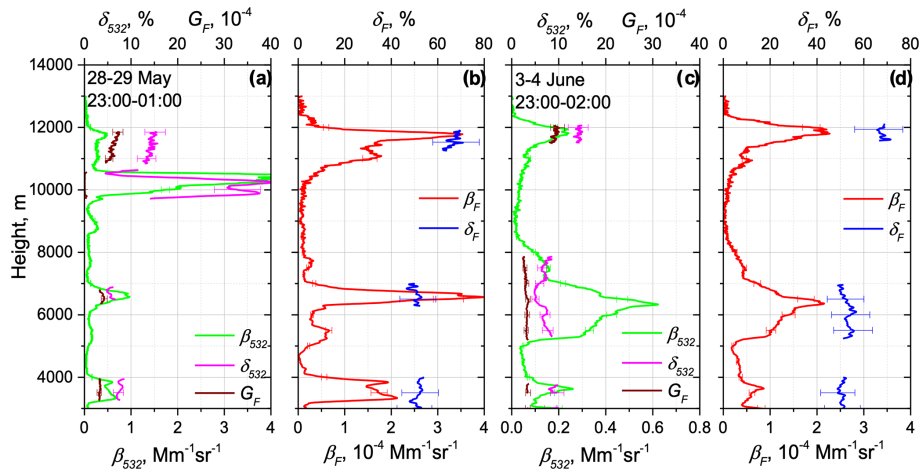 δ532, % GF, 10-4
δF, %
δ532, % GF, 10-4
δF, %
0 10 20 30 40
0 20 40 60 80
0 10 20 30 40
0 20 40 60 80
14000
12000
10000
8000
6000
4000
Height, m
28-29 May
23:00-01:00
(a)
(b)
3-4 June
23:00-02:00
(c)
(d)
βF
δF
βF
δF
β532
δ532
GF
β532
δ532
GF
0 1 2 3 4
0 1 2 3 4
0.0 0.2 0.4 0.6 0.8
0 1 2 3 4
β532, Mm-1sr-1
βF, 10-4 Mm-1sr-1
β532, Mm-1sr-1
βF, 10-4 Mm-1sr-1